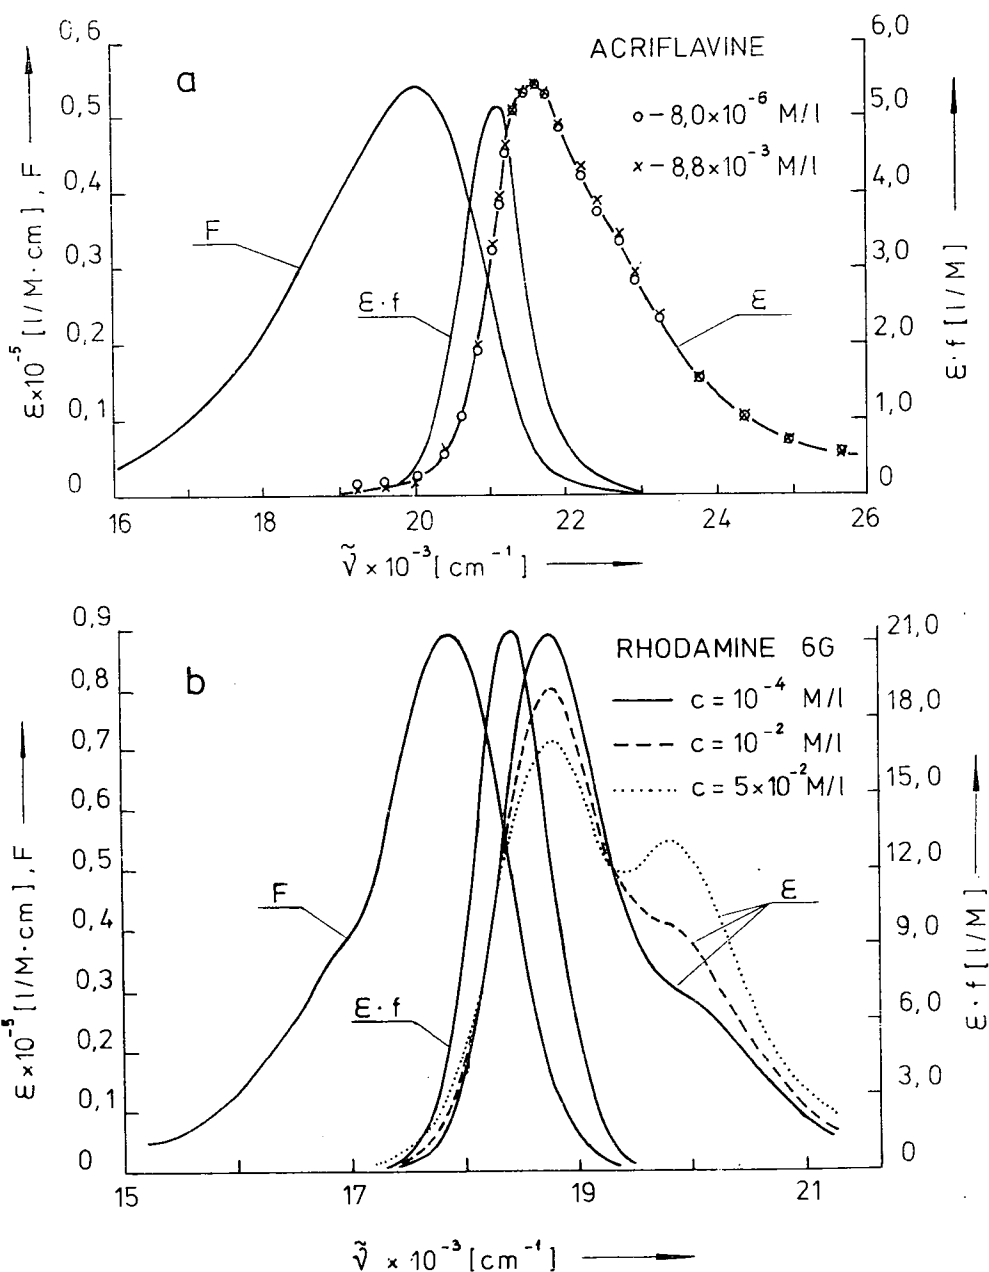 ACRIFLAVINE
a
o – 8,0×10⁻⁶ M/l
× – 8,8×10⁻³ M/l
F
ε·f
ε
0,6
0,5
0,4
0,3
0,2
0,1
0
ε×10⁻⁵ [l/M·cm], F
6,0
5,0
4,0
3,0
2,0
1,0
0
ε·f [l/M]
16 18 20 22 24 26
ṽ × 10⁻³ [cm⁻¹]
RHODAMINE 6G
b
c = 10⁻⁴ M/l
c = 10⁻² M/l
c = 5×10⁻² M/l
F
ε·f
ε
0,9
0,8
0,7
0,6
0,5
0,4
0,3
0,2
0,1
0
ε×10⁻⁵ [l/M·cm], F
21,0
18,0
15,0
12,0
9,0
6,0
3,0
0
ε·f [l/M]
15 17 19 21
ṽ × 10⁻³ [cm⁻¹]